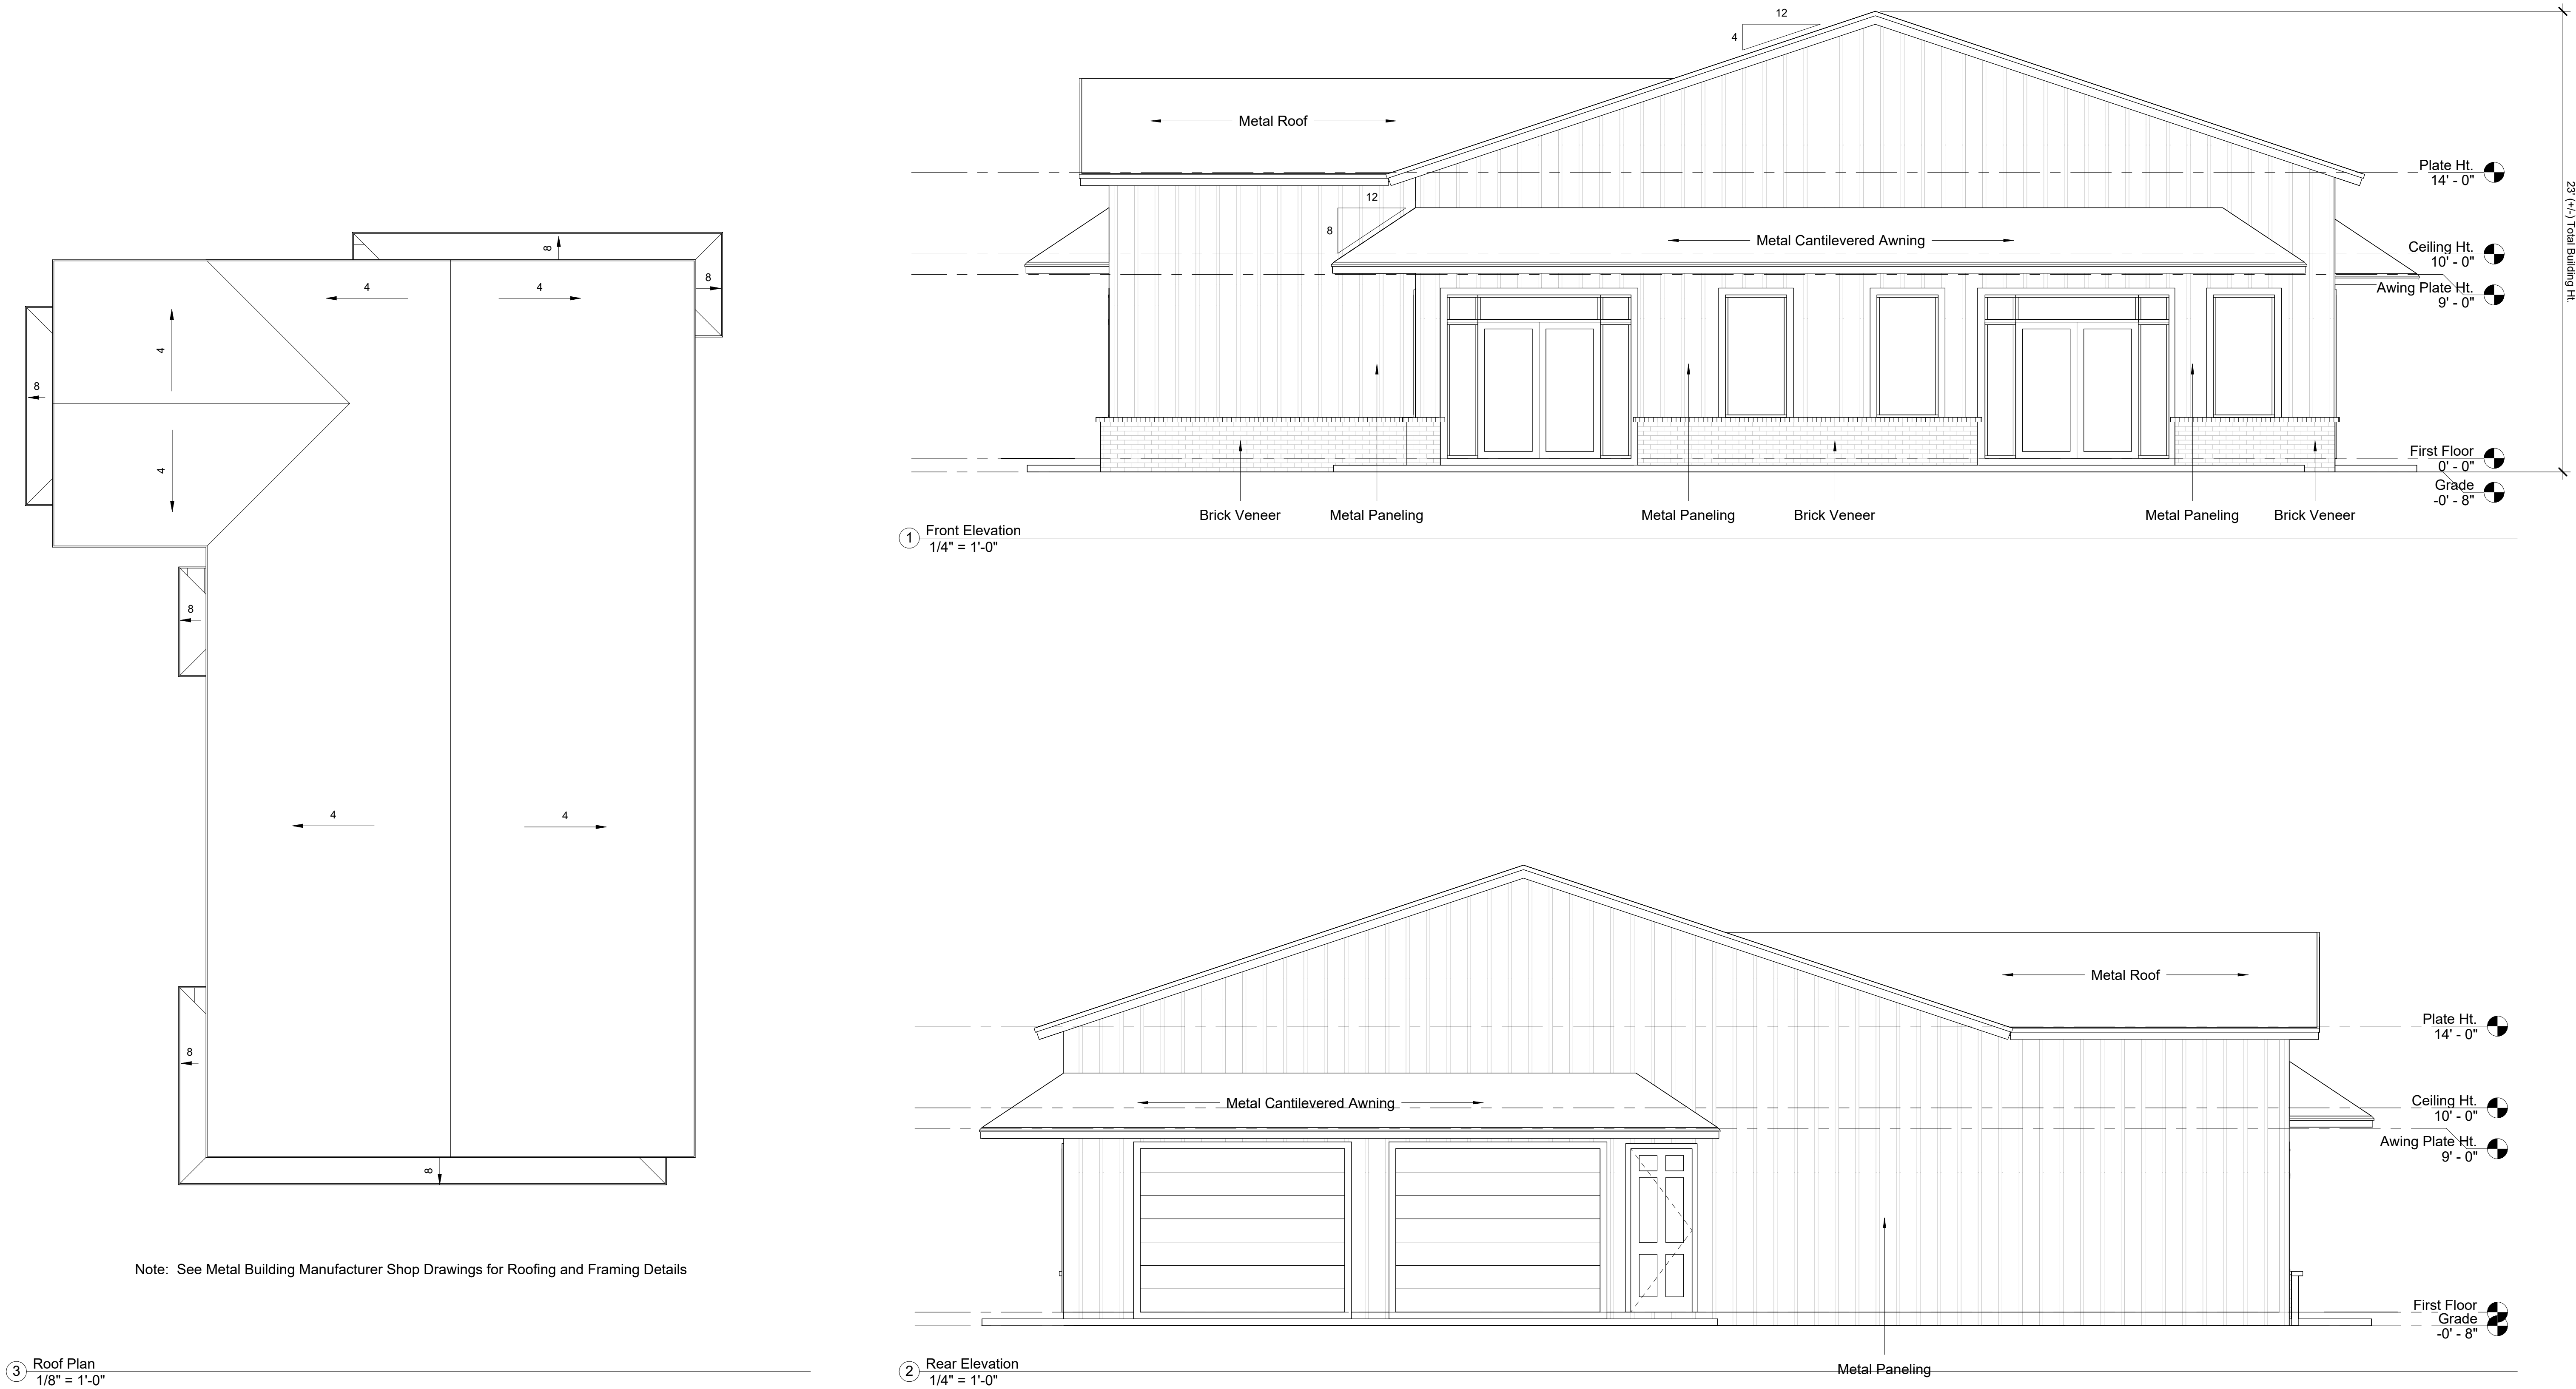 8
8
4
4
4
8
4
8
4
4
8
8
Note: See Metal Building Manufacturer Shop Drawings for Roofing and Framing Details
3
Roof Plan
1/8" = 1'-0"
12
4
Metal Roof
12
8
Metal Cantilevered Awning
Plate Ht.
14' - 0"
Ceiling Ht.
10' - 0"
Awing Plate Ht.
9' - 0"
First Floor
0' - 0"
Grade
-0' - 8"
23' (+/-) Total Building Ht.
Brick Veneer
Metal Paneling
Metal Paneling
Brick Veneer
Metal Paneling
Brick Veneer
1
Front Elevation
1/4" = 1'-0"
Metal Roof
Metal Cantilevered Awning
Plate Ht.
14' - 0"
Ceiling Ht.
10' - 0"
Awing Plate Ht.
9' - 0"
First Floor
Grade
-0' - 8"
Metal Paneling
2
Rear Elevation
1/4" = 1'-0"